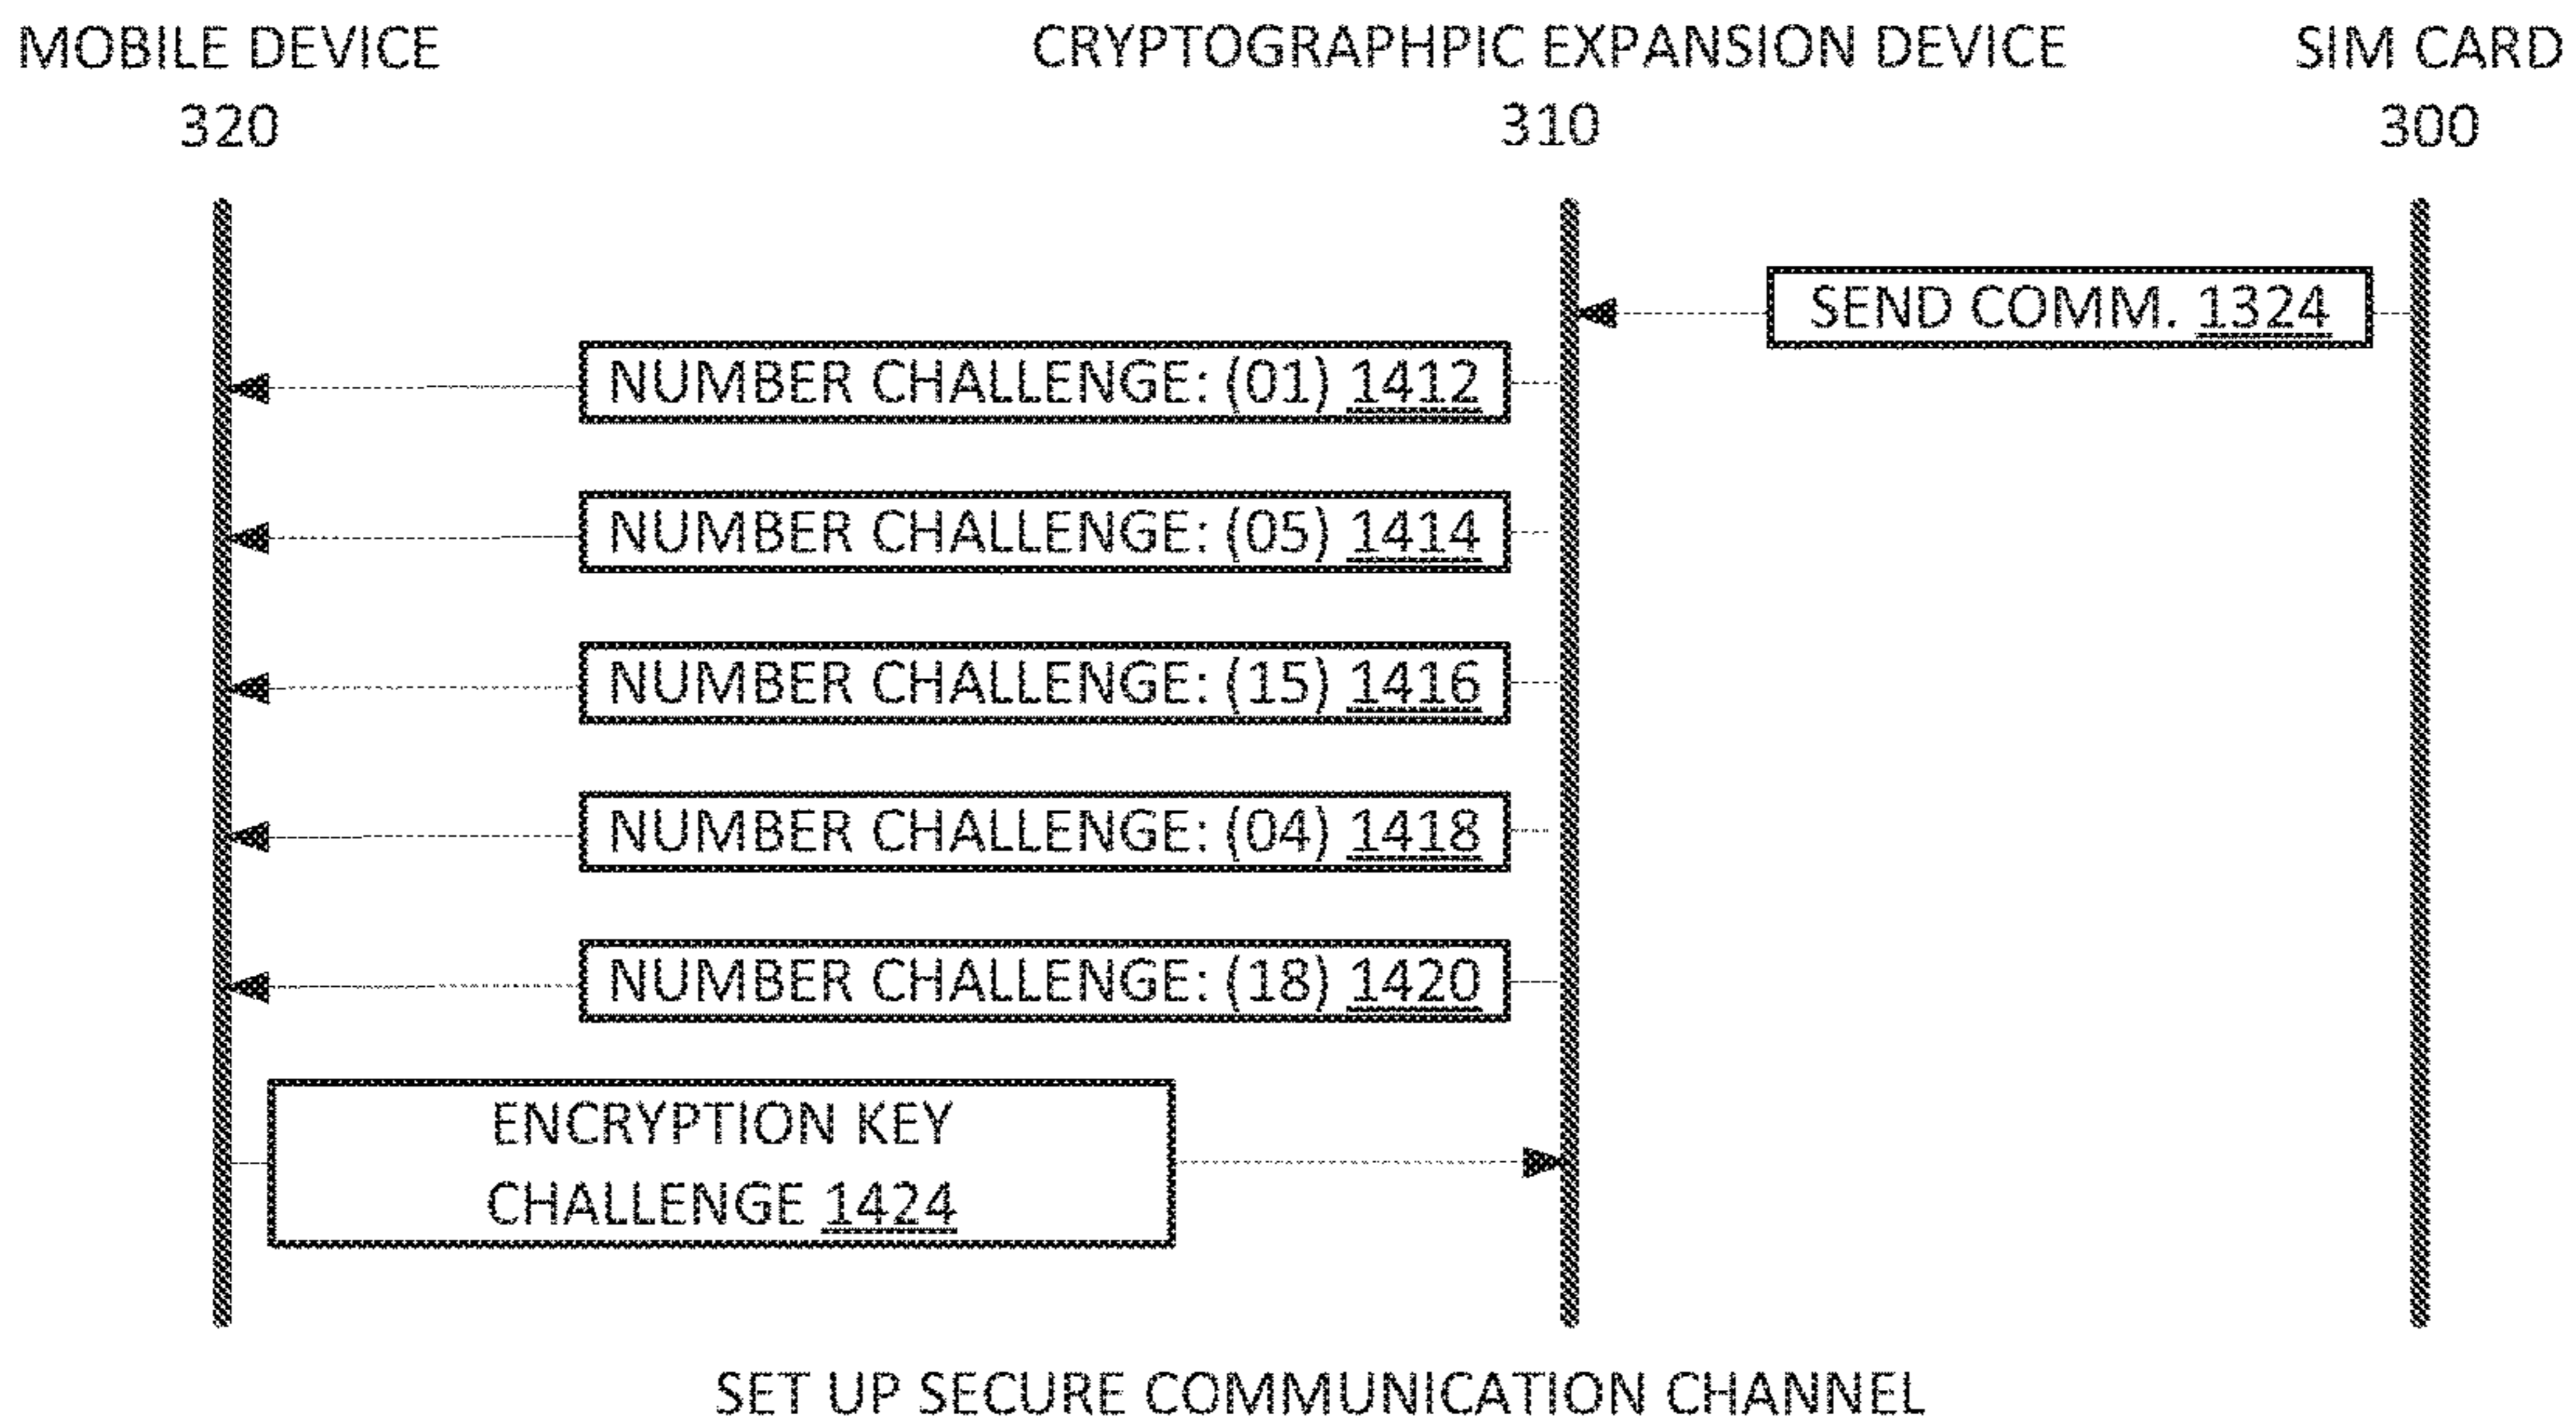 MOBILE DEVICE
CRYPTOGRAPHPIC EXPANSION DEVICE
SIM CARD
320
310
300
SEND COMM. 1324
NUMBER CHALLENGE: (01) 1412
NUMBER CHALLENGE: (05) 1414
NUMBER CHALLENGE: (15) 1416
NUMBER CHALLENGE: (04) 1418
NUMBER CHALLENGE: (18) 1420
ENCRYPTION KEY
CHALLENGE 1424
SET UP SECURE COMMUNICATION CHANNEL